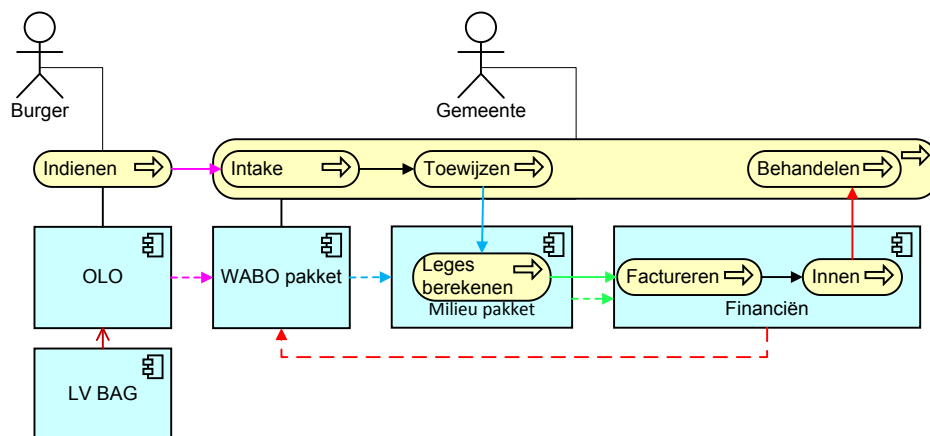 Burger
Gemeente
Indienen
Intake
Toewijzen
Behandelen
OLO
WABO pakket
Leges
berekenen
Milieu pakket
Factureren
Innen
Financiën
LV BAG